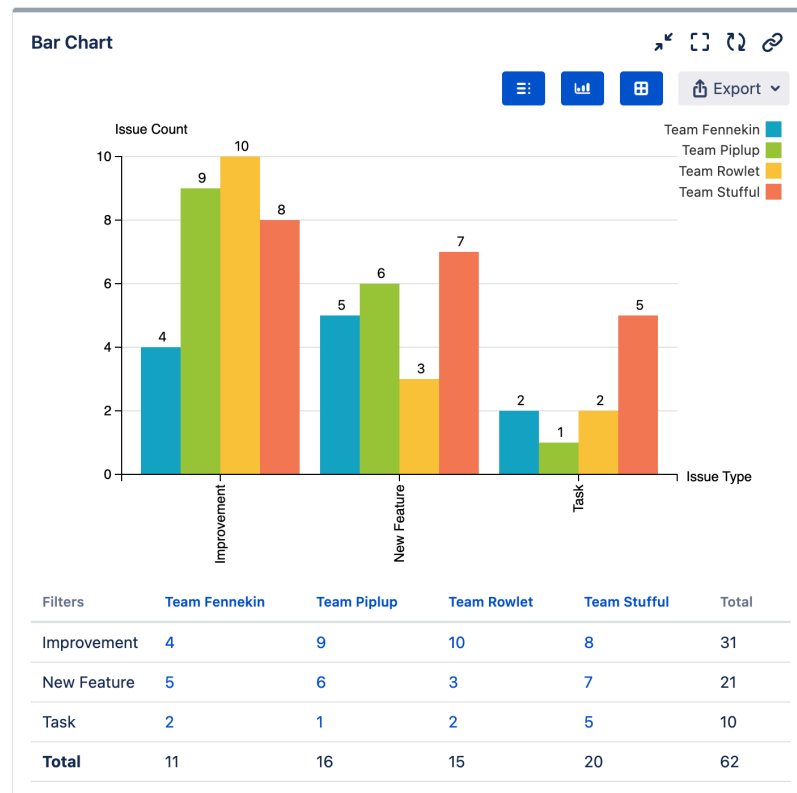 Bar Chart
Export
Issue Count
Team Fennekin
Team Piplup
Team Rowlet
Team Stufful
10
8
6
4
2
0
4
9
10
8
5
6
3
7
2
1
2
5
Issue Type
Improvement
New Feature
Task
Filters Team Fennekin Team Piplup Team Rowlet Team Stufful Total
Improvement 4 9 10 8 31
New Feature 5 6 3 7 21
Task 2 1 2 5 10
Total 11 16 15 20 62